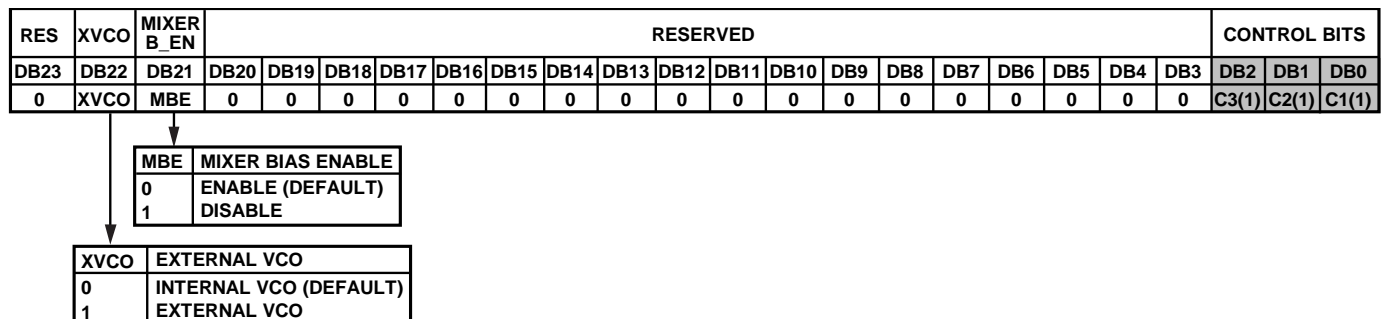 RES XVCO MIXER B_EN RESERVED CONTROL BITS
DB23 DB22 DB21 DB20 DB19 DB18 DB17 DB16 DB15 DB14 DB13 DB12 DB11 DB10 DB9 DB8 DB7 DB6 DB5 DB4 DB3 DB2 DB1 DB0
0 XVCO MBE 0 0 0 0 0 0 0 0 0 0 0 0 0 0 0 0 0 0 C3(1) C2(1) C1(1)
MBE MIXER BIAS ENABLE
0 ENABLE (DEFAULT)
1 DISABLE
XVCO EXTERNAL VCO
0 INTERNAL VCO (DEFAULT)
1 EXTERNAL VCO